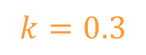 k = 0.3